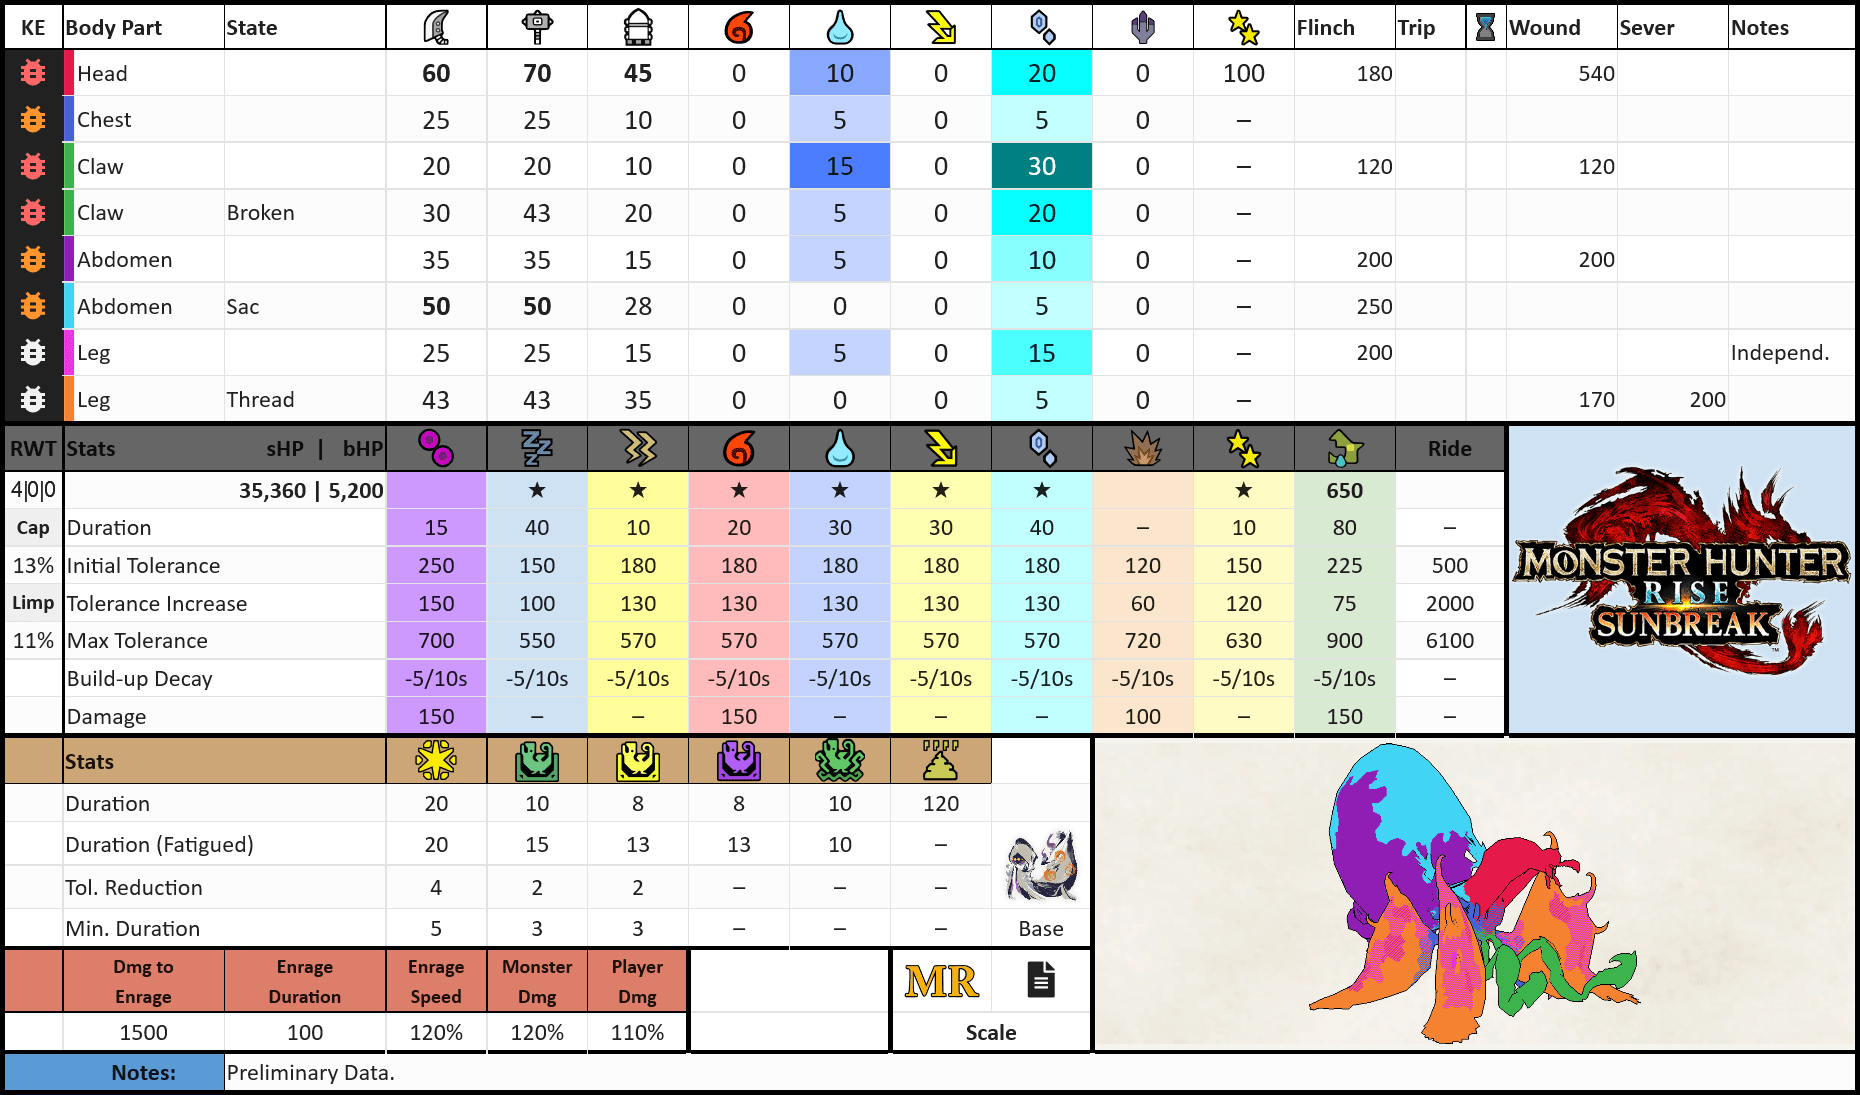 KE Body Part State Flinch Trip Wound Sever Notes
Head 60 70 45 0 10 0 20 0 100 180 540
Chest 25 25 10 0 5 0 5 0 –
Claw 20 20 10 0 15 0 30 0 – 120 120
Claw Broken 30 43 20 0 5 0 20 0 –
Abdomen 35 35 15 0 5 0 10 0 – 200 200
Abdomen Sac 50 50 28 0 0 0 5 0 – 250
Leg 25 25 15 0 5 0 15 0 – 200 Independ.
Leg Thread 43 43 35 0 0 0 5 0 – 170 200
RWT Stats sHP | bHP Ride
4|0|0 35,360 | 5,200 ★ ★ ★ ★ ★ ★ ★ 650
Cap Duration 15 40 10 20 30 30 40 – 10 80 –
13% Initial Tolerance 250 150 180 180 180 180 180 120 150 225 500
Limp Tolerance Increase 150 100 130 130 130 130 130 60 120 75 2000
11% Max Tolerance 700 550 570 570 570 570 570 720 630 900 6100
Build-up Decay -5/10s -5/10s -5/10s -5/10s -5/10s -5/10s -5/10s -5/10s -5/10s -5/10s –
Damage 150 – – 150 – – – 100 – 150 –
MONSTER HUNTER
RISE
SUNBREAK
™
Stats
Duration 20 10 8 8 10 120
Duration (Fatigued) 20 15 13 13 10 –
Tol. Reduction 4 2 2 – – –
Min. Duration 5 3 3 – – – Base
Dmg to Enrage Enrage Monster Player
Enrage Duration Speed Dmg Dmg
MR
1500 100 120% 120% 110% Scale
Notes: Preliminary Data.